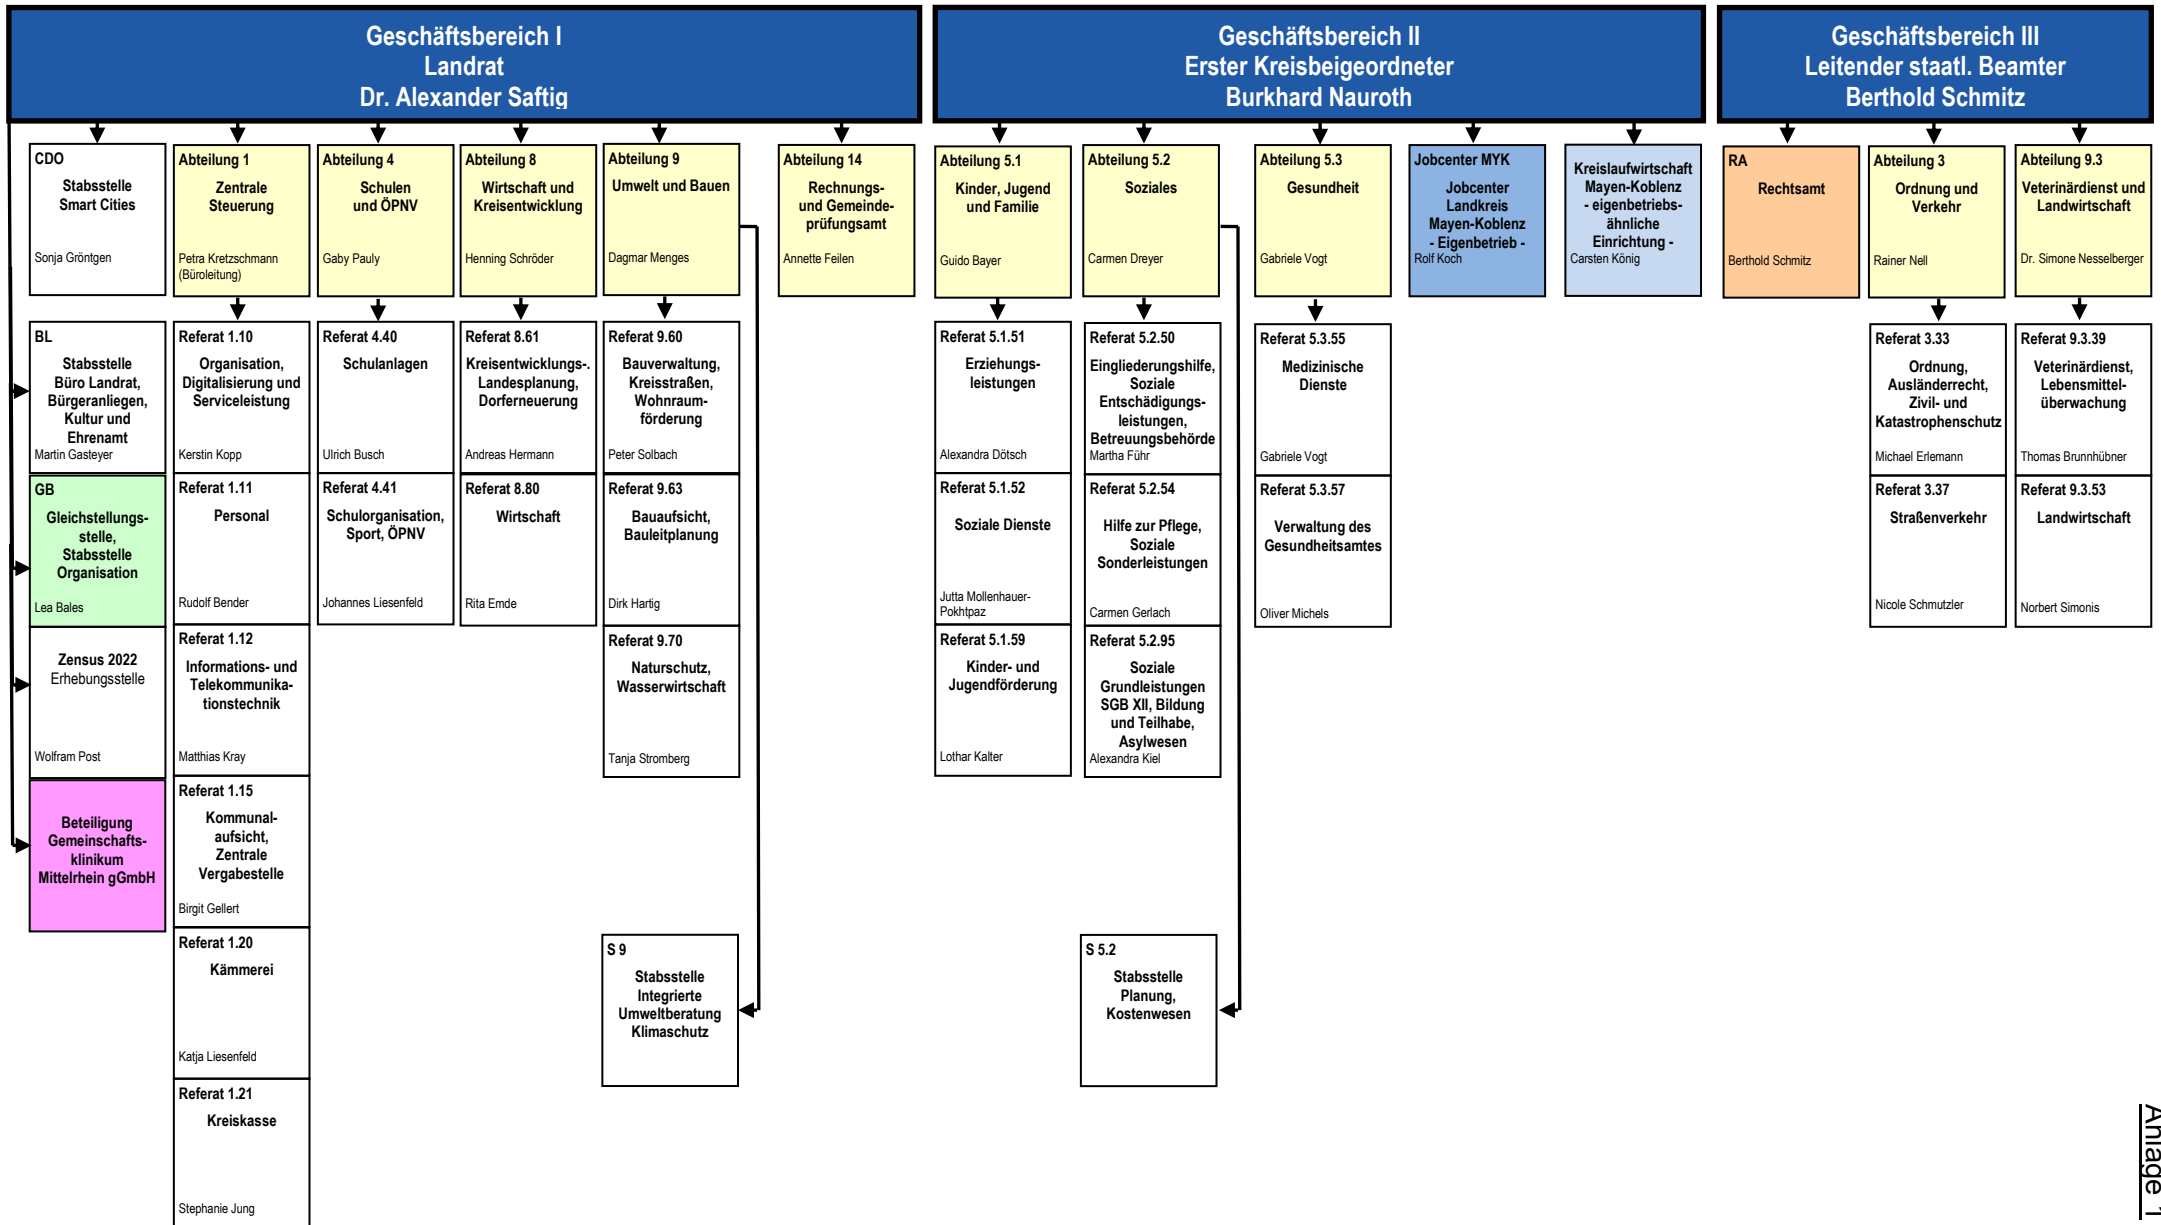 Geschäftsbereich I
Landrat
Dr. Alexander Saftig
Geschäftsbereich II
Erster Kreisbeigeordneter
Burkhard Nauroth
Geschäftsbereich III
Leitender staatl. Beamter
Berthold Schmitz
CDO
Stabsstelle
Smart Cities
Sonja Gröntgen
Abteilung 1
Zentrale
Steuerung
Petra Kretzschmann
(Büroleitung)
Abteilung 4
Schulen
und ÖPNV
Gaby Pauly
Abteilung 8
Wirtschaft und
Kreisentwicklung
Henning Schröder
Abteilung 9
Umwelt und Bauen
Dagmar Menges
Abteilung 14
Rechnungs-
und Gemeinde-
prüfungsamt
Annette Feilen
Abteilung 5.1
Kinder, Jugend
und Familie
Guido Bayer
Abteilung 5.2
Soziales
Carmen Dreyer
Abteilung 5.3
Gesundheit
Gabriele Vogt
Jobcenter MYK
Jobcenter
Landkreis
Mayen-Koblenz
- Eigenbetrieb -
Rolf Koch
Kreislaufwirtschaft
Mayen-Koblenz
- eigenbetriebs-
ähnliche
Einrichtung -
Carsten König
RA
Rechtsamt
Berthold Schmitz
Abteilung 3
Ordnung und
Verkehr
Rainer Nell
Abteilung 9.3
Veterinärdienst und
Landwirtschaft
Dr. Simone Nesselberger
BL
Stabsstelle
Büro Landrat,
Bürgeranliegen,
Kultur und
Ehrenamt
Martin Gasteyer
Referat 1.10
Organisation,
Digitalisierung und
Serviceleistung
Kerstin Kopp
Referat 4.40
Schulanlagen
Ulrich Busch
Referat 8.61
Kreisentwicklungs-.
Landesplanung,
Dorferneuerung
Andreas Hermann
Referat 9.60
Bauverwaltung,
Kreisstraßen,
Wohnraum-
förderung
Peter Solbach
Referat 5.1.51
Erziehungs-
leistungen
Alexandra Dötsch
Referat 5.2.50
Eingliederungshilfe,
Soziale
Entschädigungs-
leistungen,
Betreuungsbehörde
Martha Führ
Referat 5.3.55
Medizinische
Dienste
Gabriele Vogt
Referat 3.33
Ordnung,
Ausländerrecht,
Zivil- und
Katastrophenschutz
Michael Erlemann
Referat 9.3.39
Veterinärdienst,
Lebensmittel-
überwachung
Thomas Brunnhübner
GB
Gleichstellungs-
stelle,
Stabsstelle
Organisation
Lea Bales
Referat 1.11
Personal
Rudolf Bender
Referat 4.41
Schulorganisation,
Sport, ÖPNV
Johannes Liesenfeld
Referat 8.80
Wirtschaft
Rita Emde
Referat 9.63
Bauaufsicht,
Bauleitplanung
Dirk Hartig
Referat 5.1.52
Soziale Dienste
Jutta Mollenhauer-
Pokhtpaz
Referat 5.2.54
Hilfe zur Pflege,
Soziale
Sonderleistungen
Carmen Gerlach
Referat 5.3.57
Verwaltung des
Gesundheitsamtes
Oliver Michels
Referat 3.37
Straßenverkehr
Nicole Schmutzler
Referat 9.3.53
Landwirtschaft
Norbert Simonis
Zensus 2022
Erhebungsstelle
Wolfram Post
Referat 1.12
Informations- und
Telekommunika-
tionstechnik
Matthias Kray
Referat 9.70
Naturschutz,
Wasserwirtschaft
Tanja Stromberg
Referat 5.1.59
Kinder- und
Jugendförderung
Lothar Kalter
Referat 5.2.95
Soziale
Grundleistungen
SGB XII, Bildung
und Teilhabe,
Asylwesen
Alexandra Kiel
Beteiligung
Gemeinschafts-
klinikum
Mittelrhein gGmbH
Referat 1.15
Kommunal-
aufsicht,
Zentrale
Vergabestelle
Birgit Gellert
Referat 1.20
Kämmerei
Katja Liesenfeld
S 9
Stabsstelle
Integrierte
Umweltberatung
Klimaschutz
S 5.2
Stabsstelle
Planung,
Kostenwesen
Referat 1.21
Kreiskasse
Stephanie Jung
Anlage 1